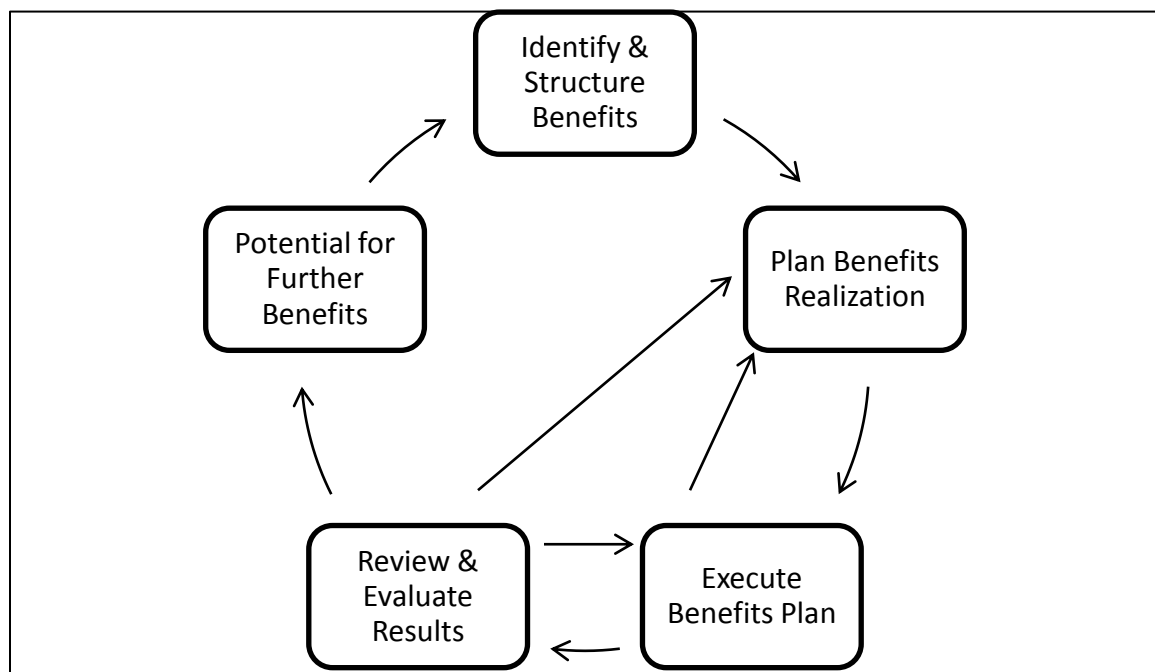 Identify &
Structure
Benefits
Potential for
Further
Benefits
Plan Benefits
Realization
Review &
Evaluate
Results
Execute
Benefits Plan